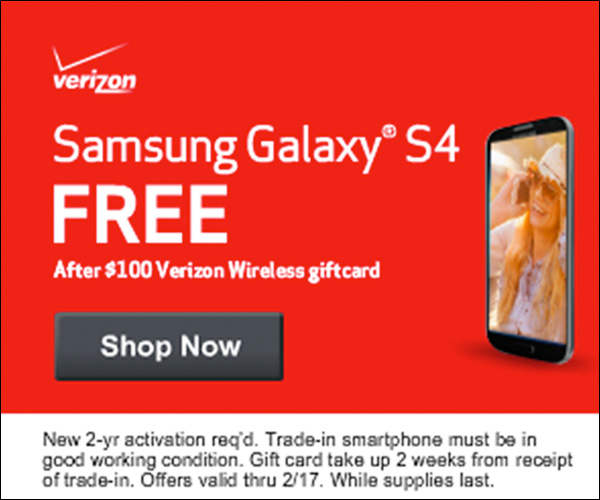 verizon
Samsung Galaxy® S4
FREE
After $100 Verizon Wireless giftcard
Shop Now
New 2-yr activation req'd. Trade-in smartphone must be in
good working condition. Gift card take up 2 weeks from receipt
of trade-in. Offers valid thru 2/17. While supplies last.